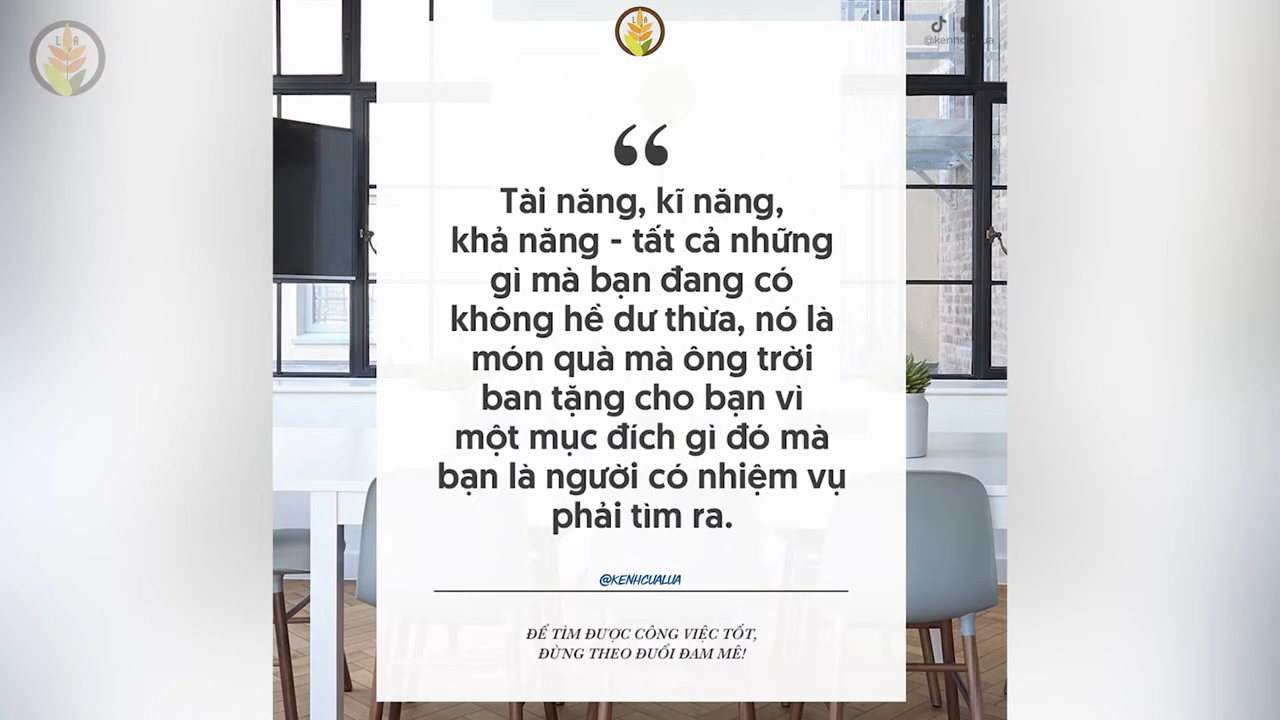 L A
L A
“
Tài năng, kĩ năng,
khả năng - tất cả những
gì mà bạn đang có
không hề dư thừa, nó là
món quà mà ông trời
ban tặng cho bạn vì
một mục đích gì đó mà
bạn là người có nhiệm vụ
phải tìm ra.
@KENHCUALUA
ĐỂ TÌM ĐƯỢC CÔNG VIỆC TỐT,
ĐỪNG THEO ĐUỔI ĐAM MÊ!